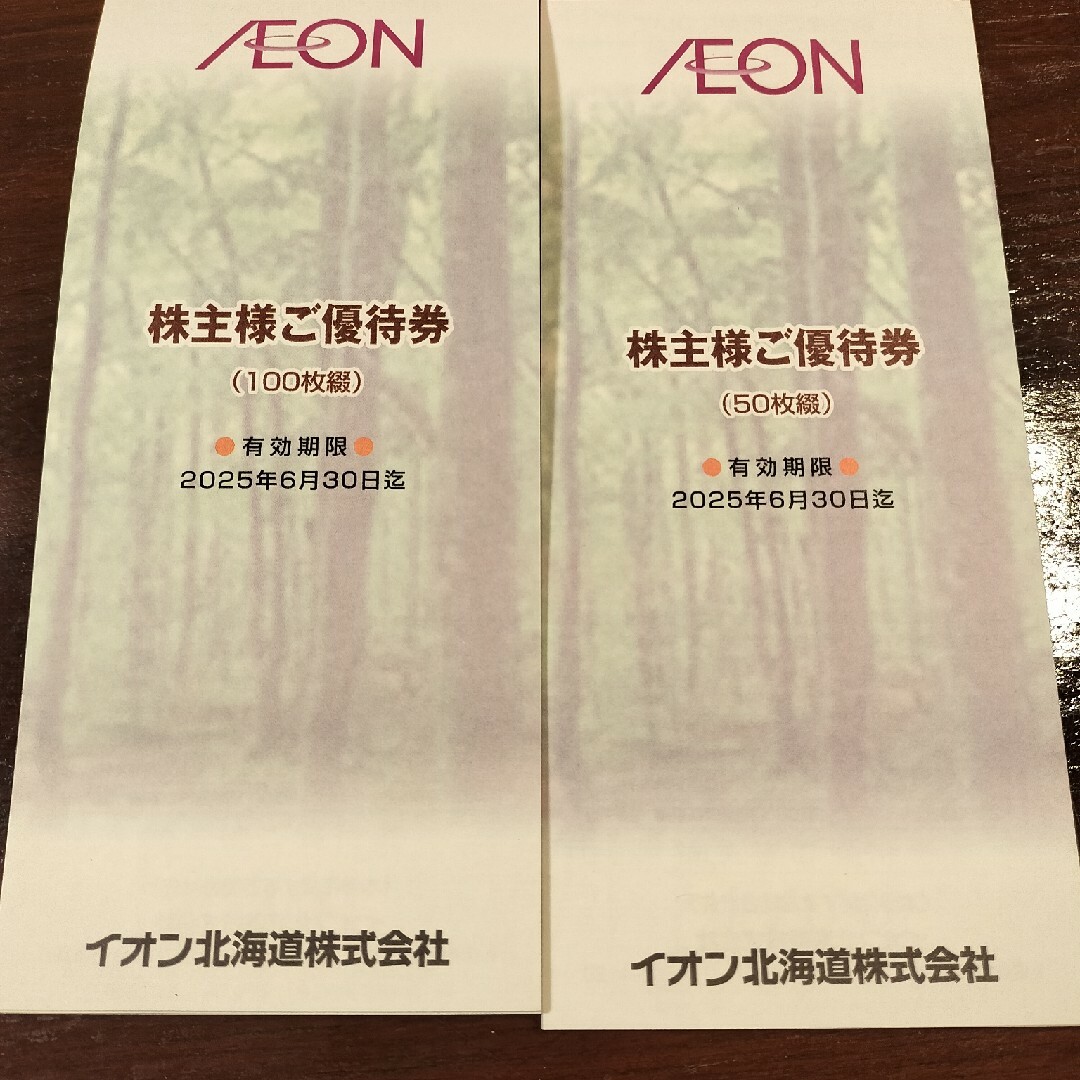 ÆON
株主様ご優待券
(100枚綴)
●有効期限●
2025年6月30日迄
イオン北海道株式会社
ÆON
株主様ご優待券
(50枚綴)
●有効期限●
2025年6月30日迄
イオン北海道株式会社